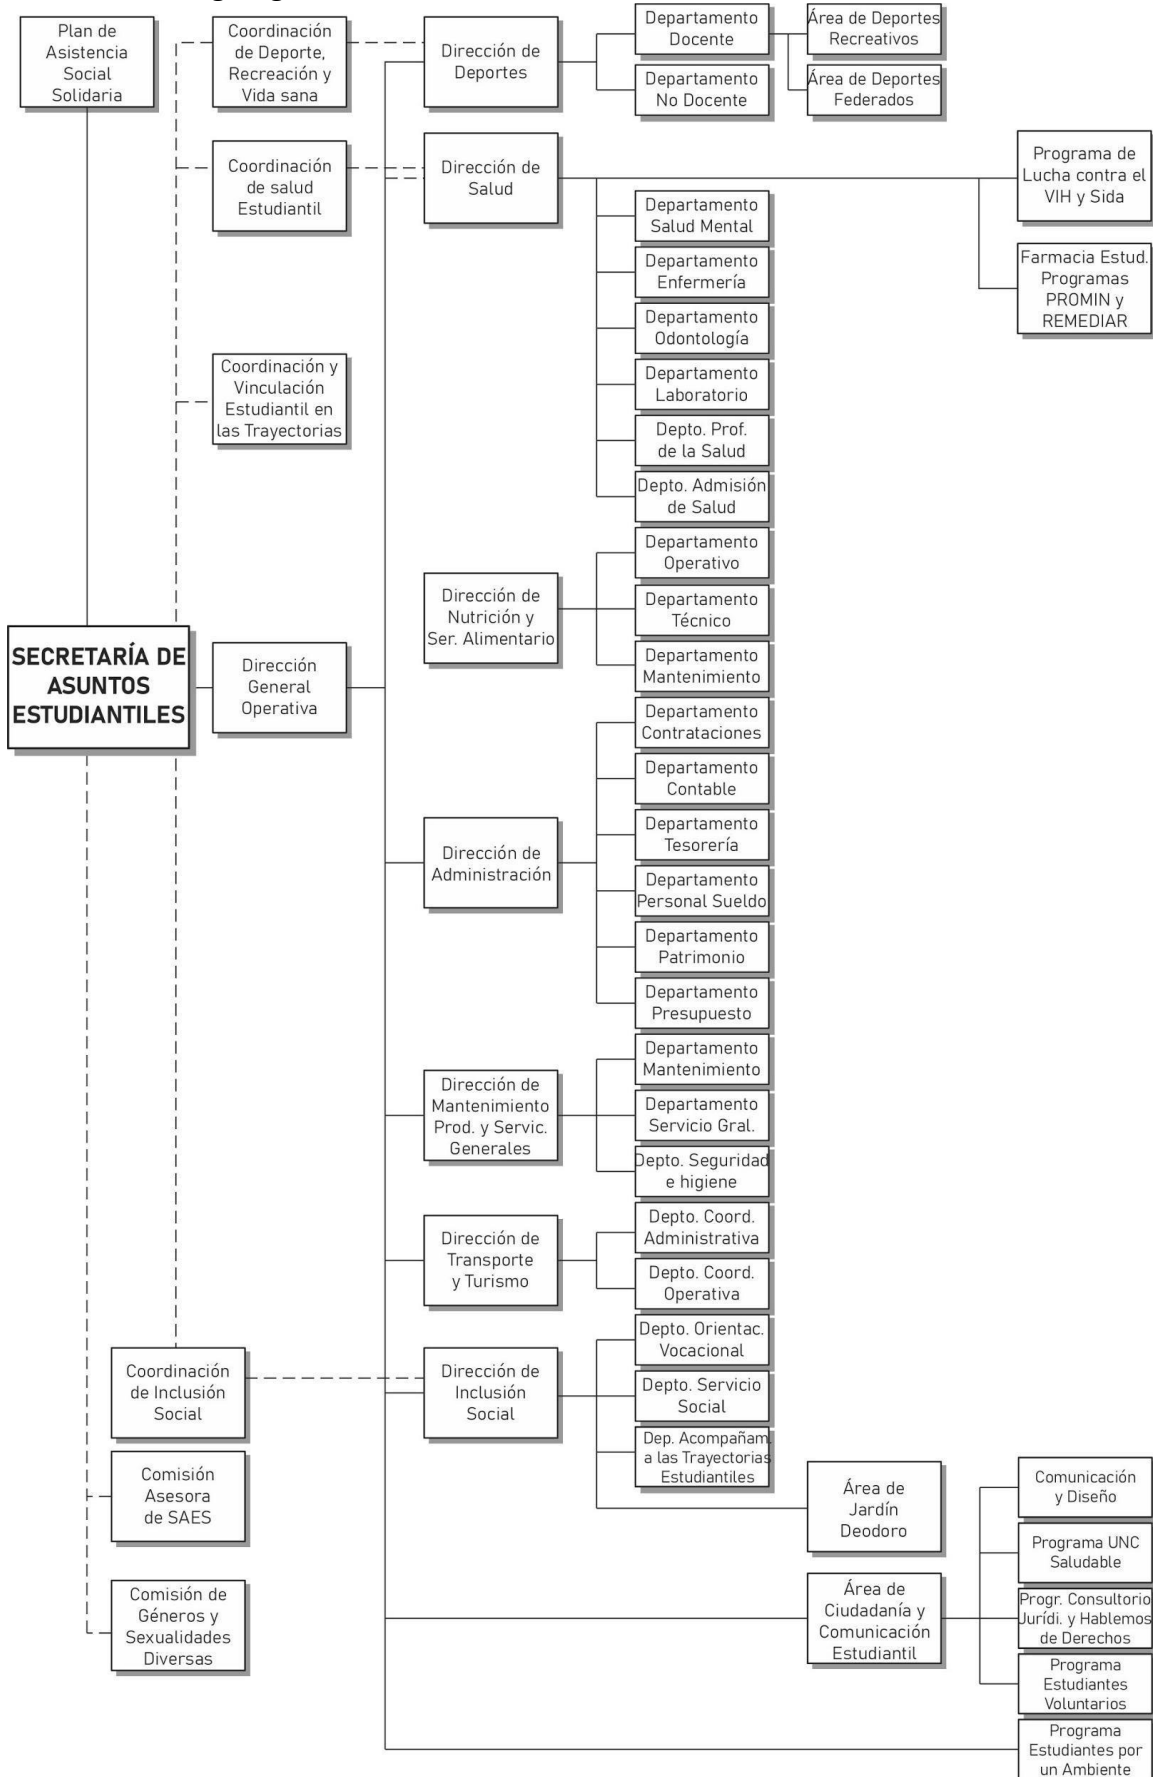 Plan de
Asistencia
Social
Solidaria
Coordinación
de Deporte,
Recreación y
Vida sana
Dirección de
Deportes
Departamento
Docente
Área de Deportes
Recreativos
Departamento
No Docente
Área de Deportes
Federados
Coordinación
de salud
Estudiantil
Dirección
de Salud
Programa de
Lucha contra el
VIH y Sida
Farmacia Estud.
Programas
PROMIN y
REMEDIAR
Departamento
Salud Mental
Departamento
Enfermería
Departamento
Odontología
Departamento
Laboratorio
Depto. Prof.
de la Salud
Depto. Admisión
de Salud
Coordinación y
Vinculación
Estudiantil en
las Trayectorias
SECRETARÍA DE
ASUNTOS
ESTUDIANTILES
Dirección
General
Operativa
Dirección de
Nutrición y
Ser. Alimentario
Departamento
Operativo
Departamento
Técnico
Departamento
Mantenimiento
Dirección de
Administración
Departamento
Contrataciones
Departamento
Contable
Departamento
Tesorería
Departamento
Personal Sueldo
Departamento
Patrimonio
Departamento
Presupuesto
Dirección de
Mantenimiento
Prod. y Servic.
Generales
Departamento
Mantenimiento
Departamento
Servicio Gral.
Depto. Seguridad
e higiene
Dirección de
Transporte
y Turismo
Depto. Coord.
Administrativa
Depto. Coord.
Operativa
Coordinación
de Inclusión
Social
Dirección de
Inclusión
Social
Depto. Orientac.
Vocacional
Depto. Servicio
Social
Dep. Acompañam.
a las Trayectorias
Estudiantiles
Área de
Jardín
Deodoro
Comisión
Asesora
de SAES
Comisión de
Géneros y
Sexualidades
Diversas
Área de
Ciudadanía y
Comunicación
Estudiantil
Comunicación
y Diseño
Programa UNC
Saludable
Progr. Consultorio
Jurídi. y Hablemos
de Derechos
Programa
Estudiantes
Voluntarios
Programa
Estudiantes por
un Ambiente